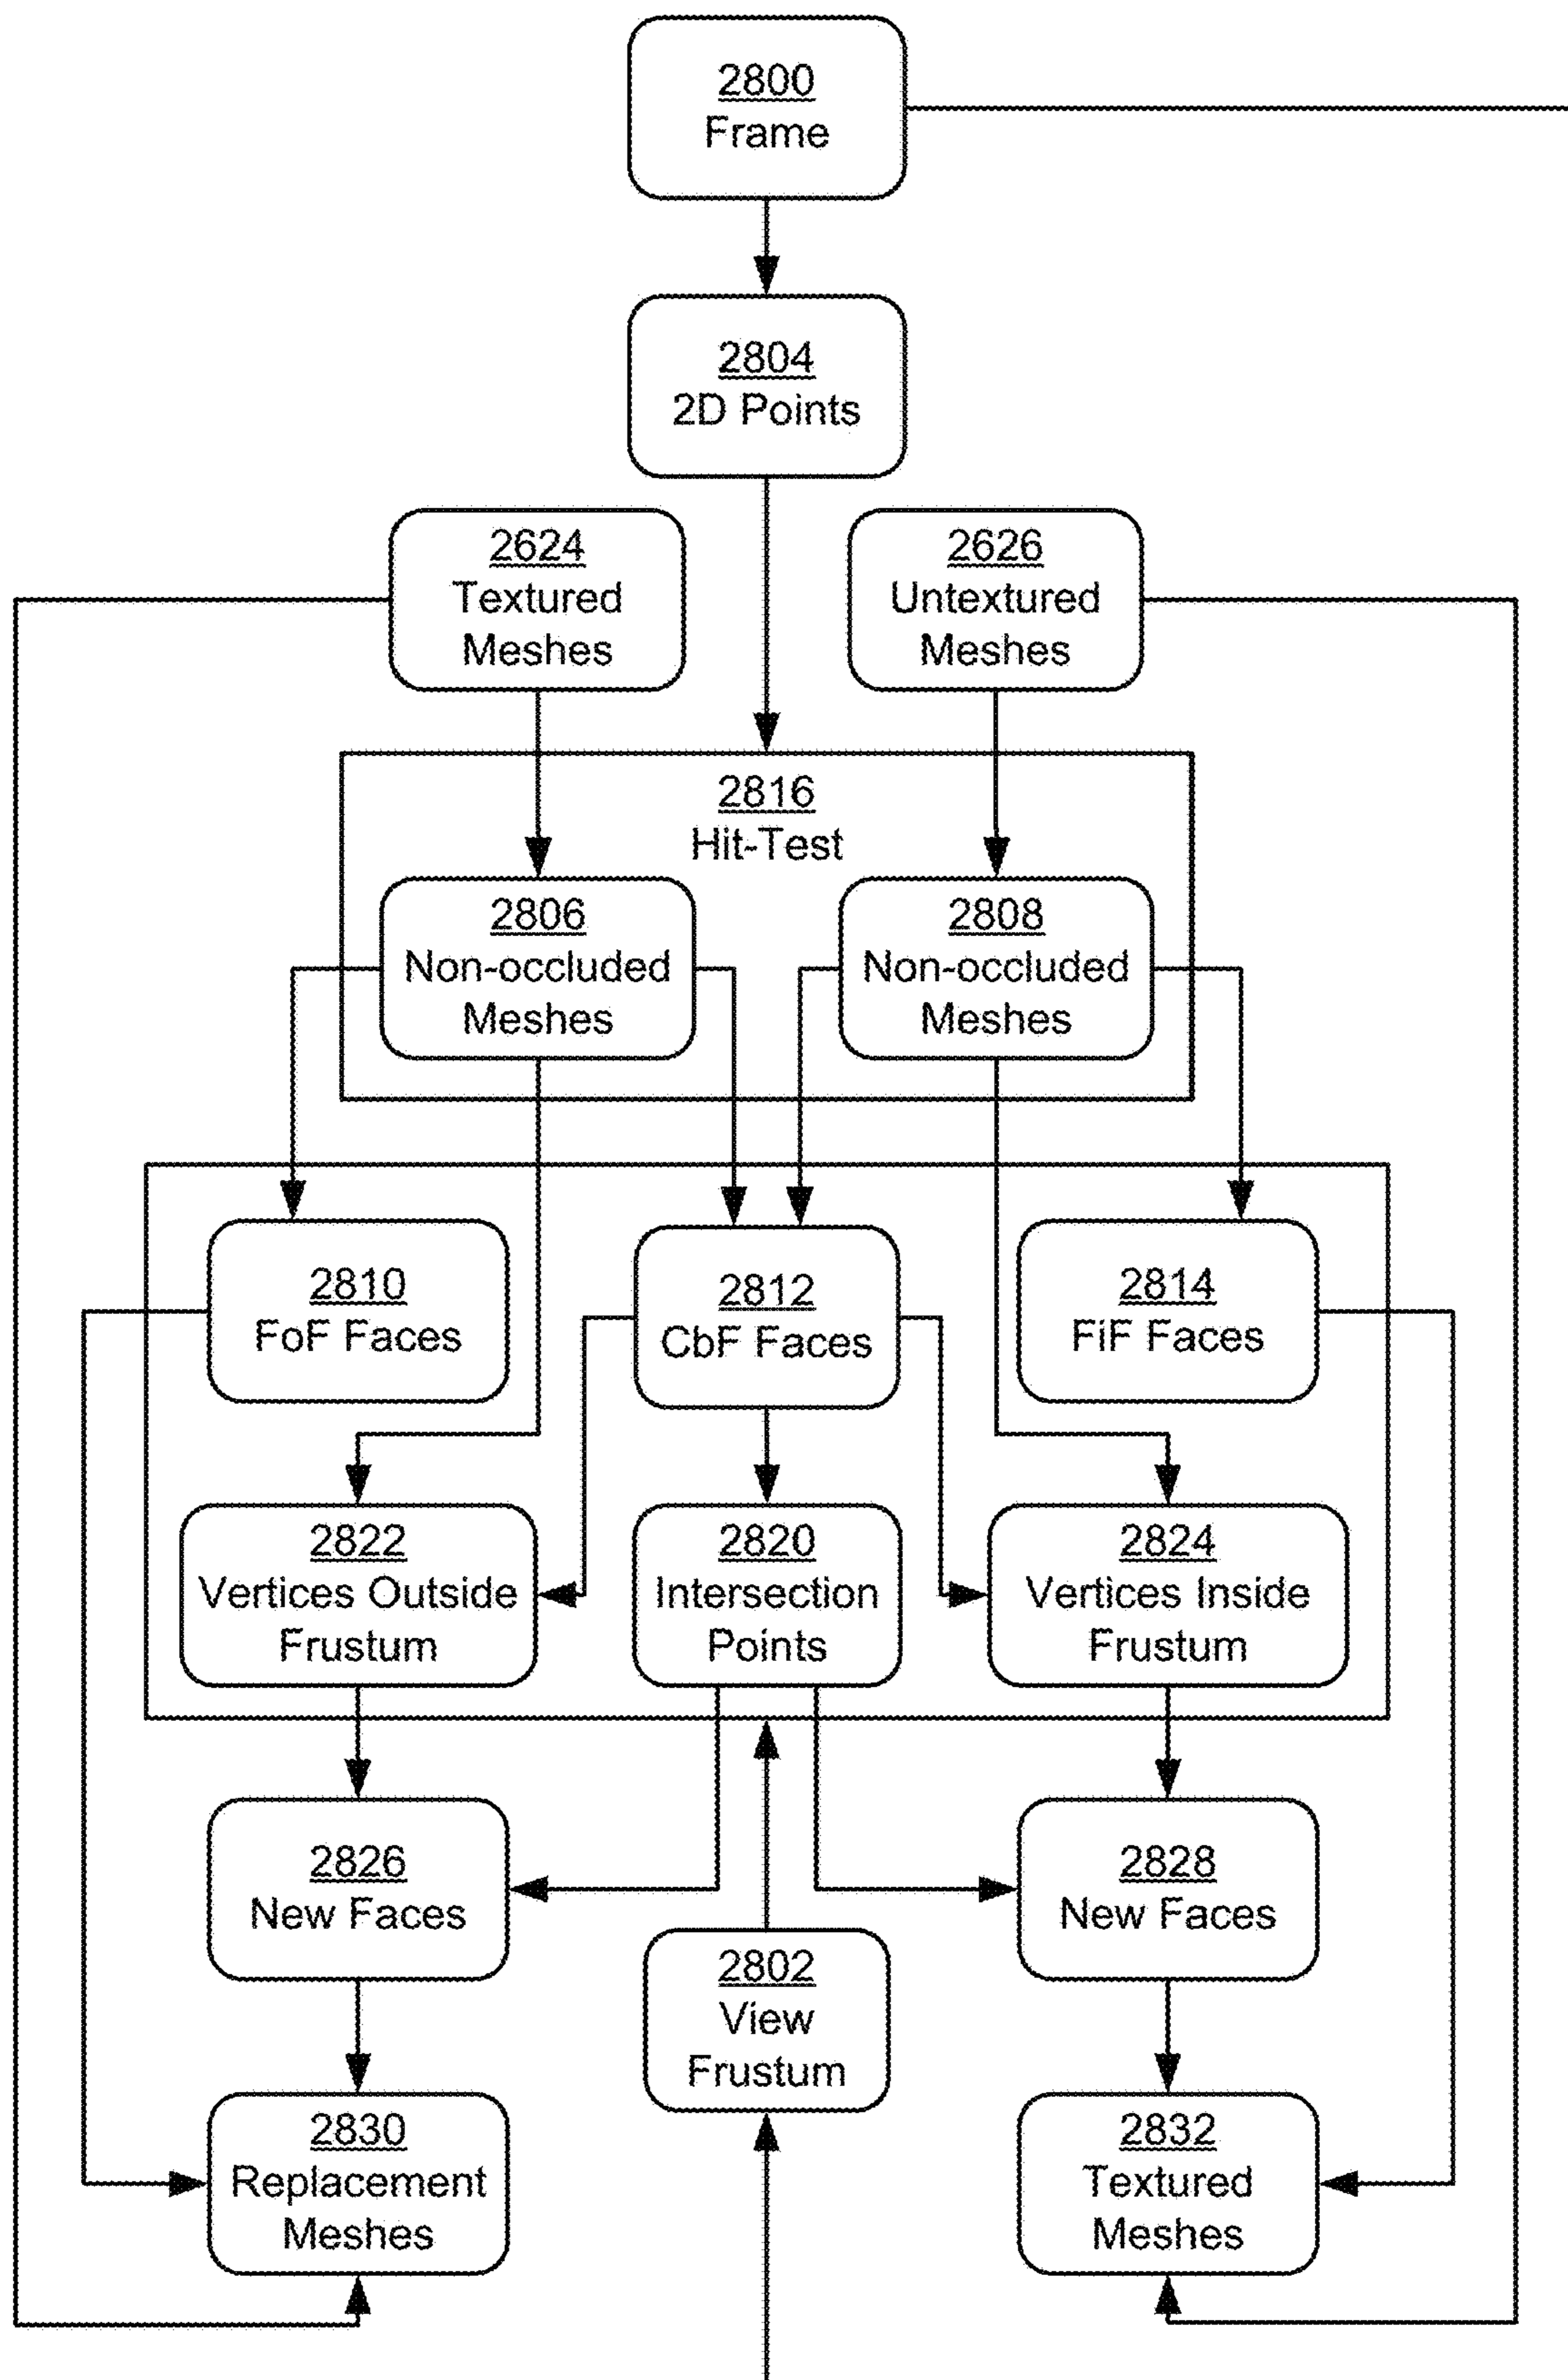 2800
Frame
2804
2D Points
2624
Textured
Meshes
2626
Untextured
Meshes
2816
Hit-Test
2806
Non-occluded
Meshes
2808
Non-occluded
Meshes
2810
FoF Faces
2812
CbF Faces
2814
FiF Faces
2822
Vertices Outside
Frustum
2820
Intersection
Points
2824
Vertices Inside
Frustum
2826
New Faces
2828
New Faces
2802
View
Frustum
2830
Replacement
Meshes
2832
Textured
Meshes